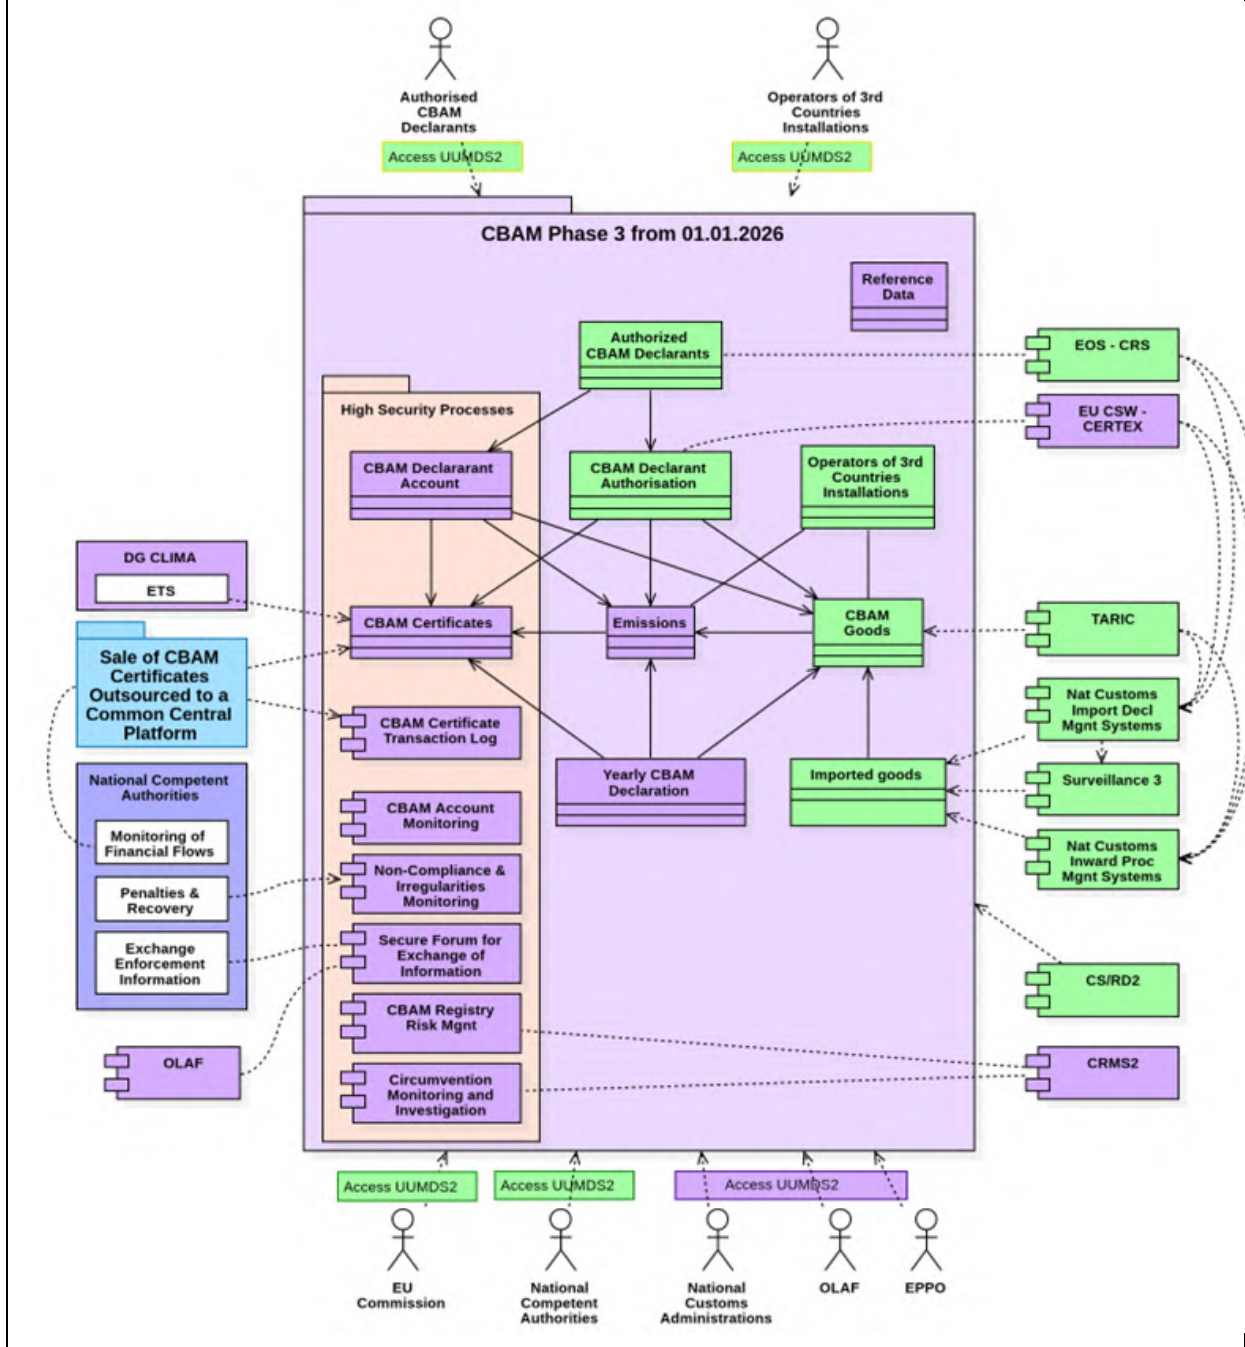 Authorised
CBAM
Declarants
Operators of 3rd
Countries
Installations
Access UUMDS2
Access UUMDS2
CBAM Phase 3 from 01.01.2026
Reference
Data
Authorized
CBAM Declarants
EOS - CRS
High Security Processes
EU CSW -
CERTEX
CBAM Declararant
Account
CBAM Declarant
Authorisation
Operators of 3rd
Countries
Installations
DG CLIMA
ETS
CBAM Certificates
Emissions
CBAM
Goods
TARIC
Sale of CBAM
Certificates
Outsourced to a
Common Central
Platform
CBAM Certificate
Transaction Log
Nat Customs
Import Decl
Mgnt Systems
National Competent
Authorities
Yearly CBAM
Declaration
Imported goods
Surveillance 3
Monitoring of
Financial Flows
CBAM Account
Monitoring
Nat Customs
Inward Proc
Mgnt Systems
Penalties &
Recovery
Non-Compliance &
Irregularities
Monitoring
Exchange
Enforcement
Information
Secure Forum for
Exchange of
Information
CS/RD2
CBAM Registry
Risk Mgnt
OLAF
Circumvention
Monitoring and
Investigation
CRMS2
Access UUMDS2
Access UUMDS2
Access UUMDS2
EU
Commission
National
Competent
Authorities
National
Customs
Administrations
OLAF
EPPO